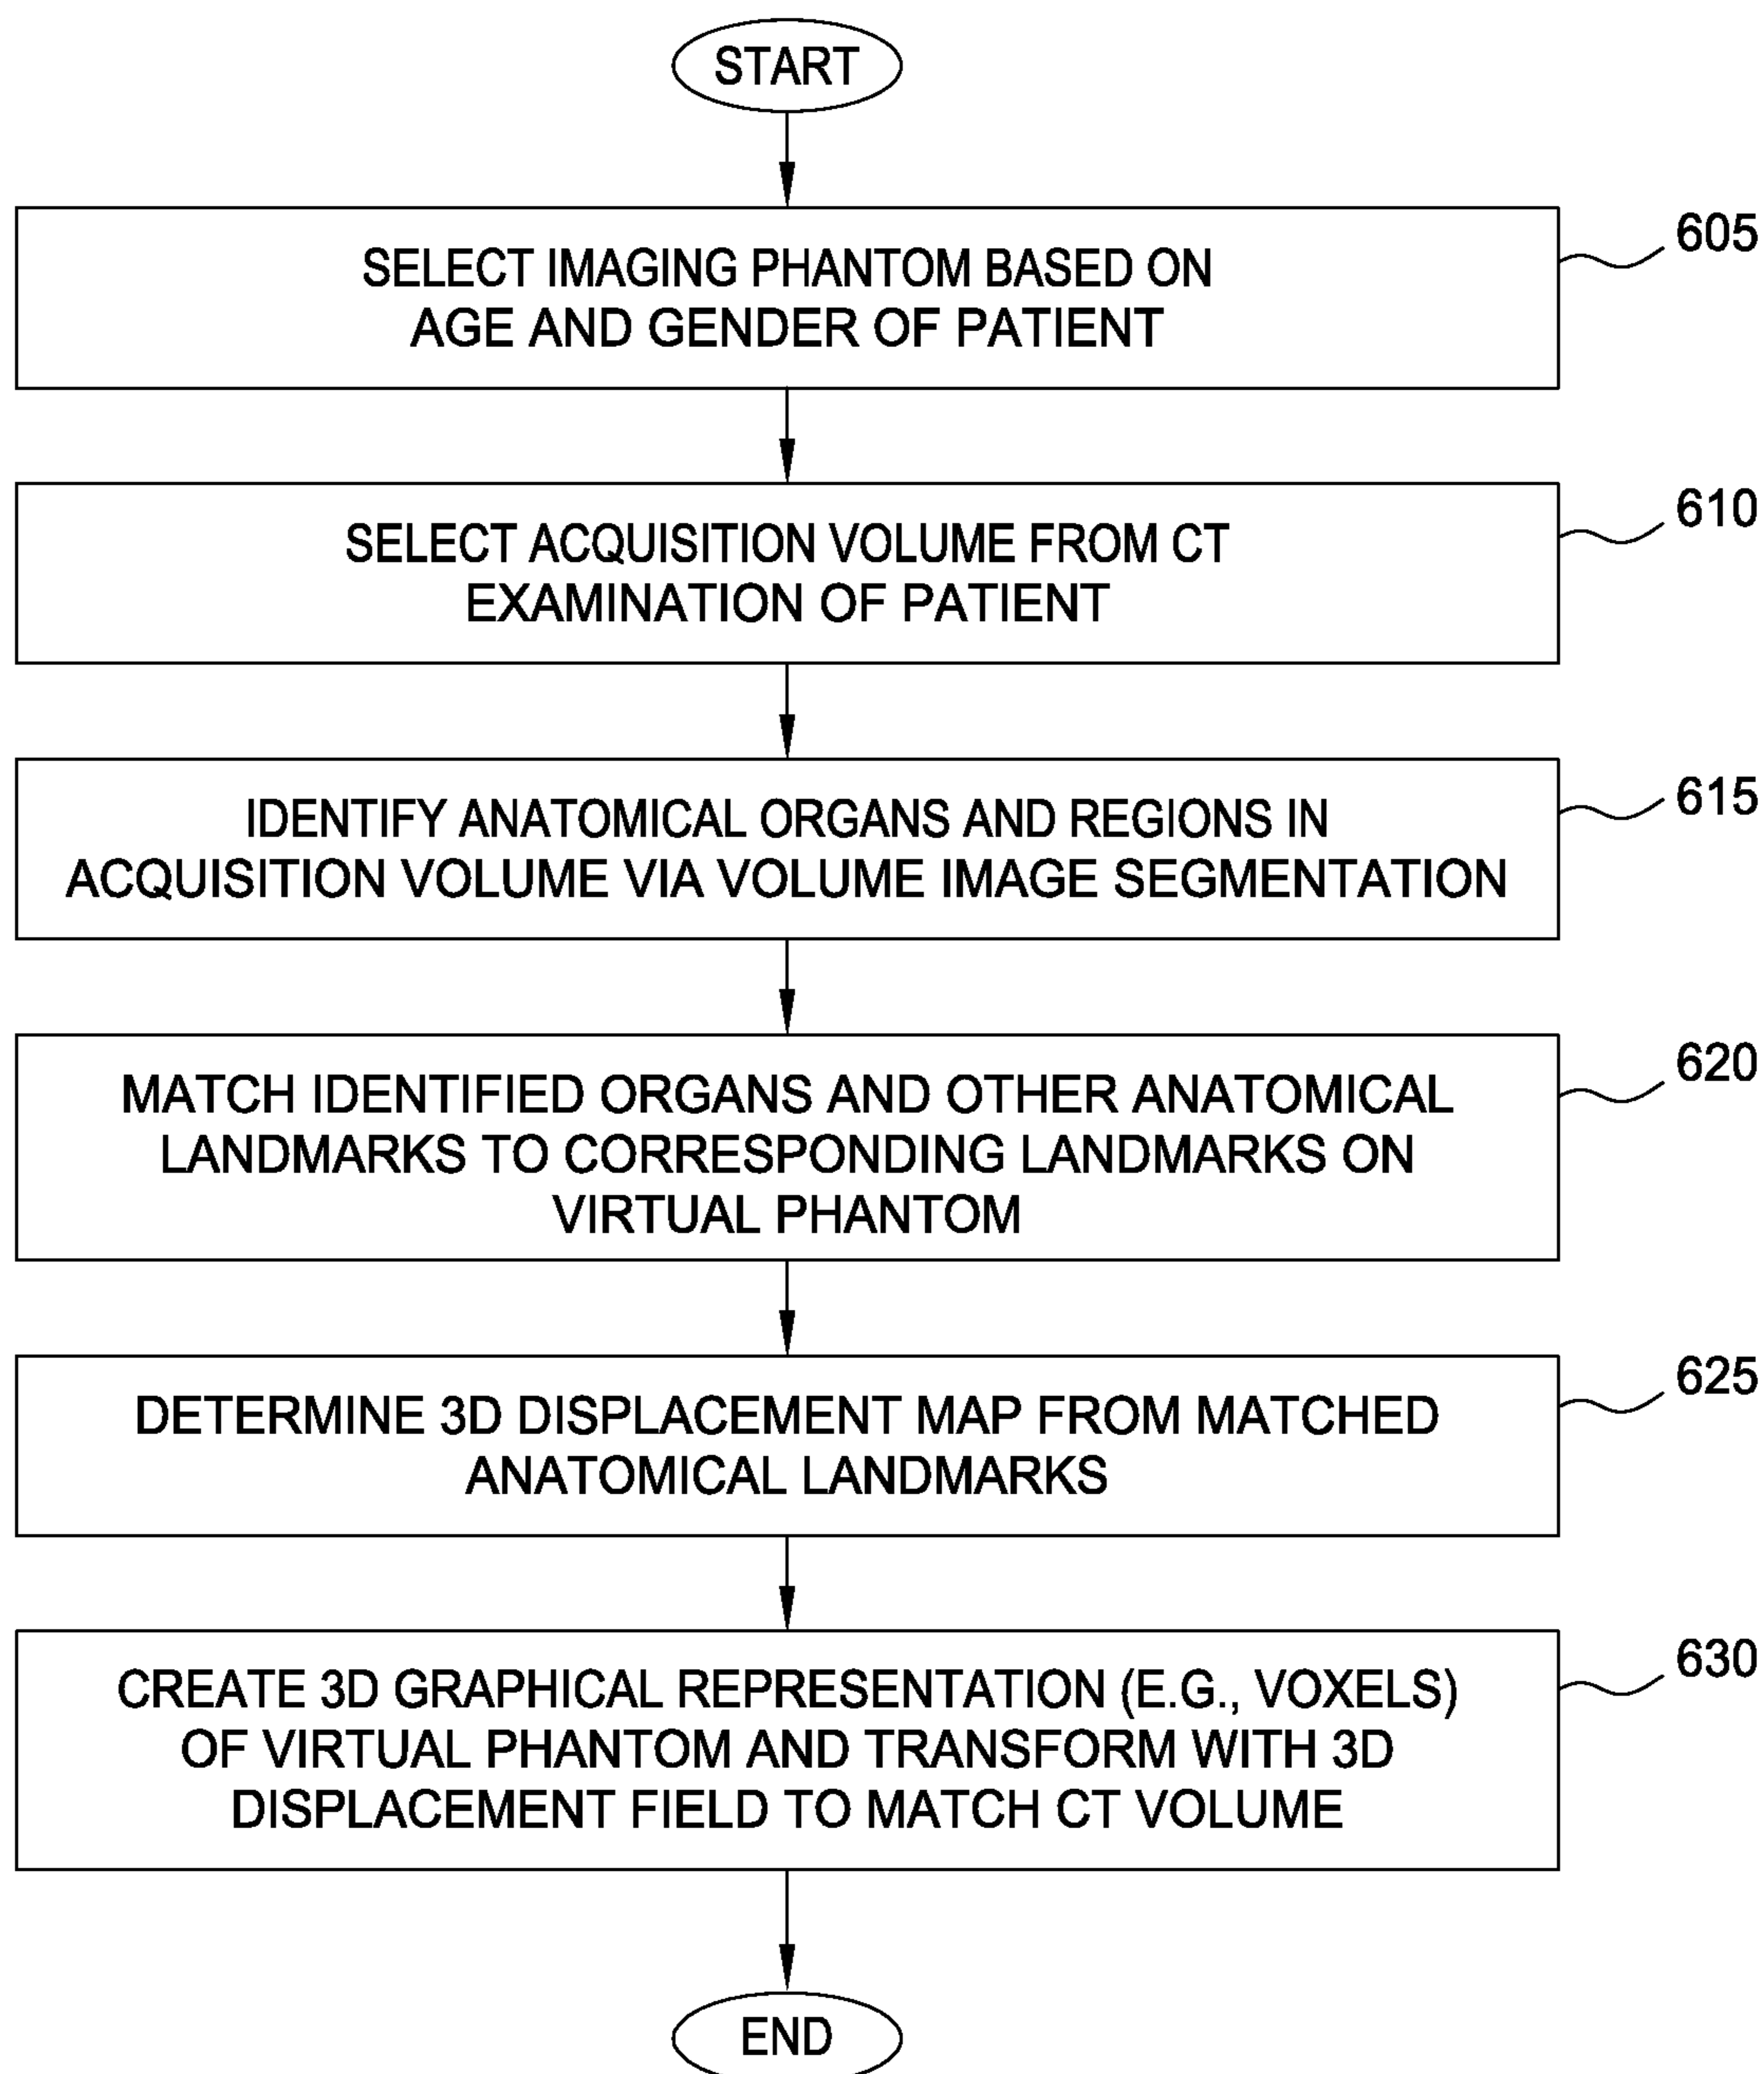 START
SELECT IMAGING PHANTOM BASED ON
AGE AND GENDER OF PATIENT
605
SELECT ACQUISITION VOLUME FROM CT
EXAMINATION OF PATIENT
610
IDENTIFY ANATOMICAL ORGANS AND REGIONS IN
ACQUISITION VOLUME VIA VOLUME IMAGE SEGMENTATION
615
MATCH IDENTIFIED ORGANS AND OTHER ANATOMICAL
LANDMARKS TO CORRESPONDING LANDMARKS ON
VIRTUAL PHANTOM
620
DETERMINE 3D DISPLACEMENT MAP FROM MATCHED
ANATOMICAL LANDMARKS
625
CREATE 3D GRAPHICAL REPRESENTATION (E.G., VOXELS)
OF VIRTUAL PHANTOM AND TRANSFORM WITH 3D
DISPLACEMENT FIELD TO MATCH CT VOLUME
630
END